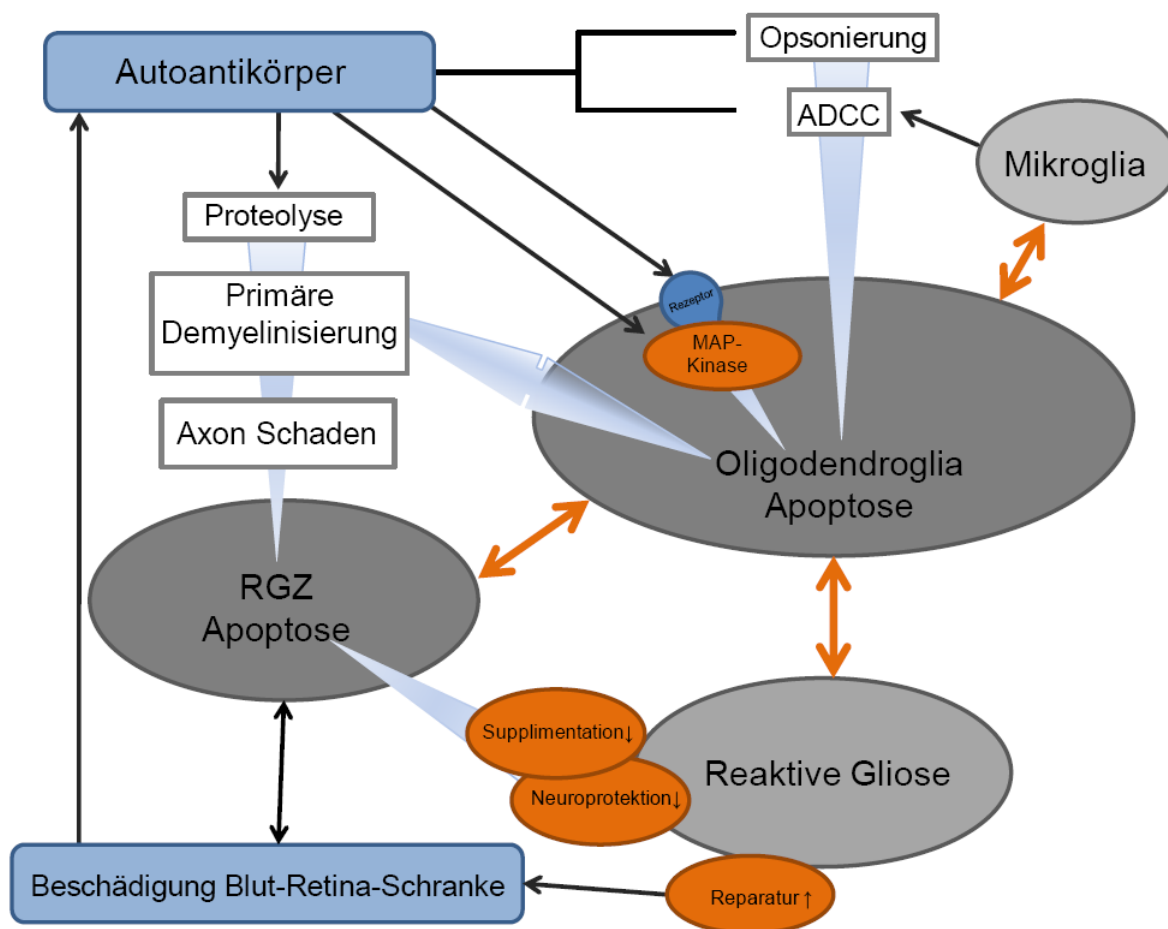 Opsonierung
Autoantikörper
ADCC
Mikroglia
Proteolyse
Primäre
Demyelinisierung
Rezeptor
MAP-
Kinase
Axon Schaden
Oligodendroglia
Apoptose
RGZ
Apoptose
Supplimentation↓
Neuroprotektion↓
Reaktive Gliose
Beschädigung Blut-Retina-Schranke
Reparatur↑